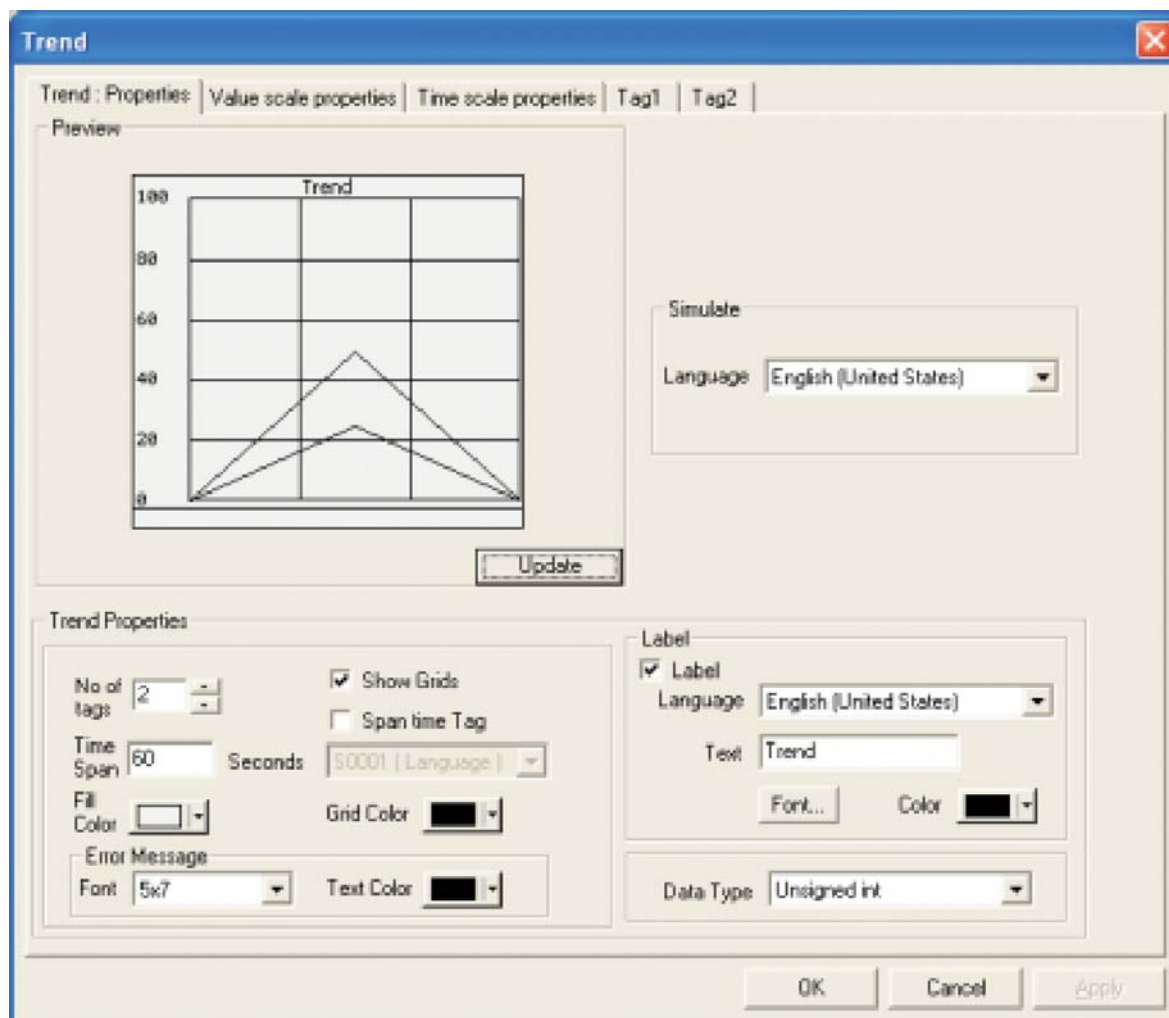 Trend
Trend : Properties Value scale properties Time scale properties Tag1 Tag2
Preview
Trend
100
80
60
40
20
0
Update
Simulate
Language English (United States)
Trend Properties
No of tags 2
Show Grids
Span time Tag
Time Span 60 Seconds S0001 ( Language )
Fill Color
Grid Color
Error Message
Font 5x7
Text Color
Label
Label
Language English (United States)
Text Trend
Font... Color
Data Type Unsigned int
OK Cancel Apply